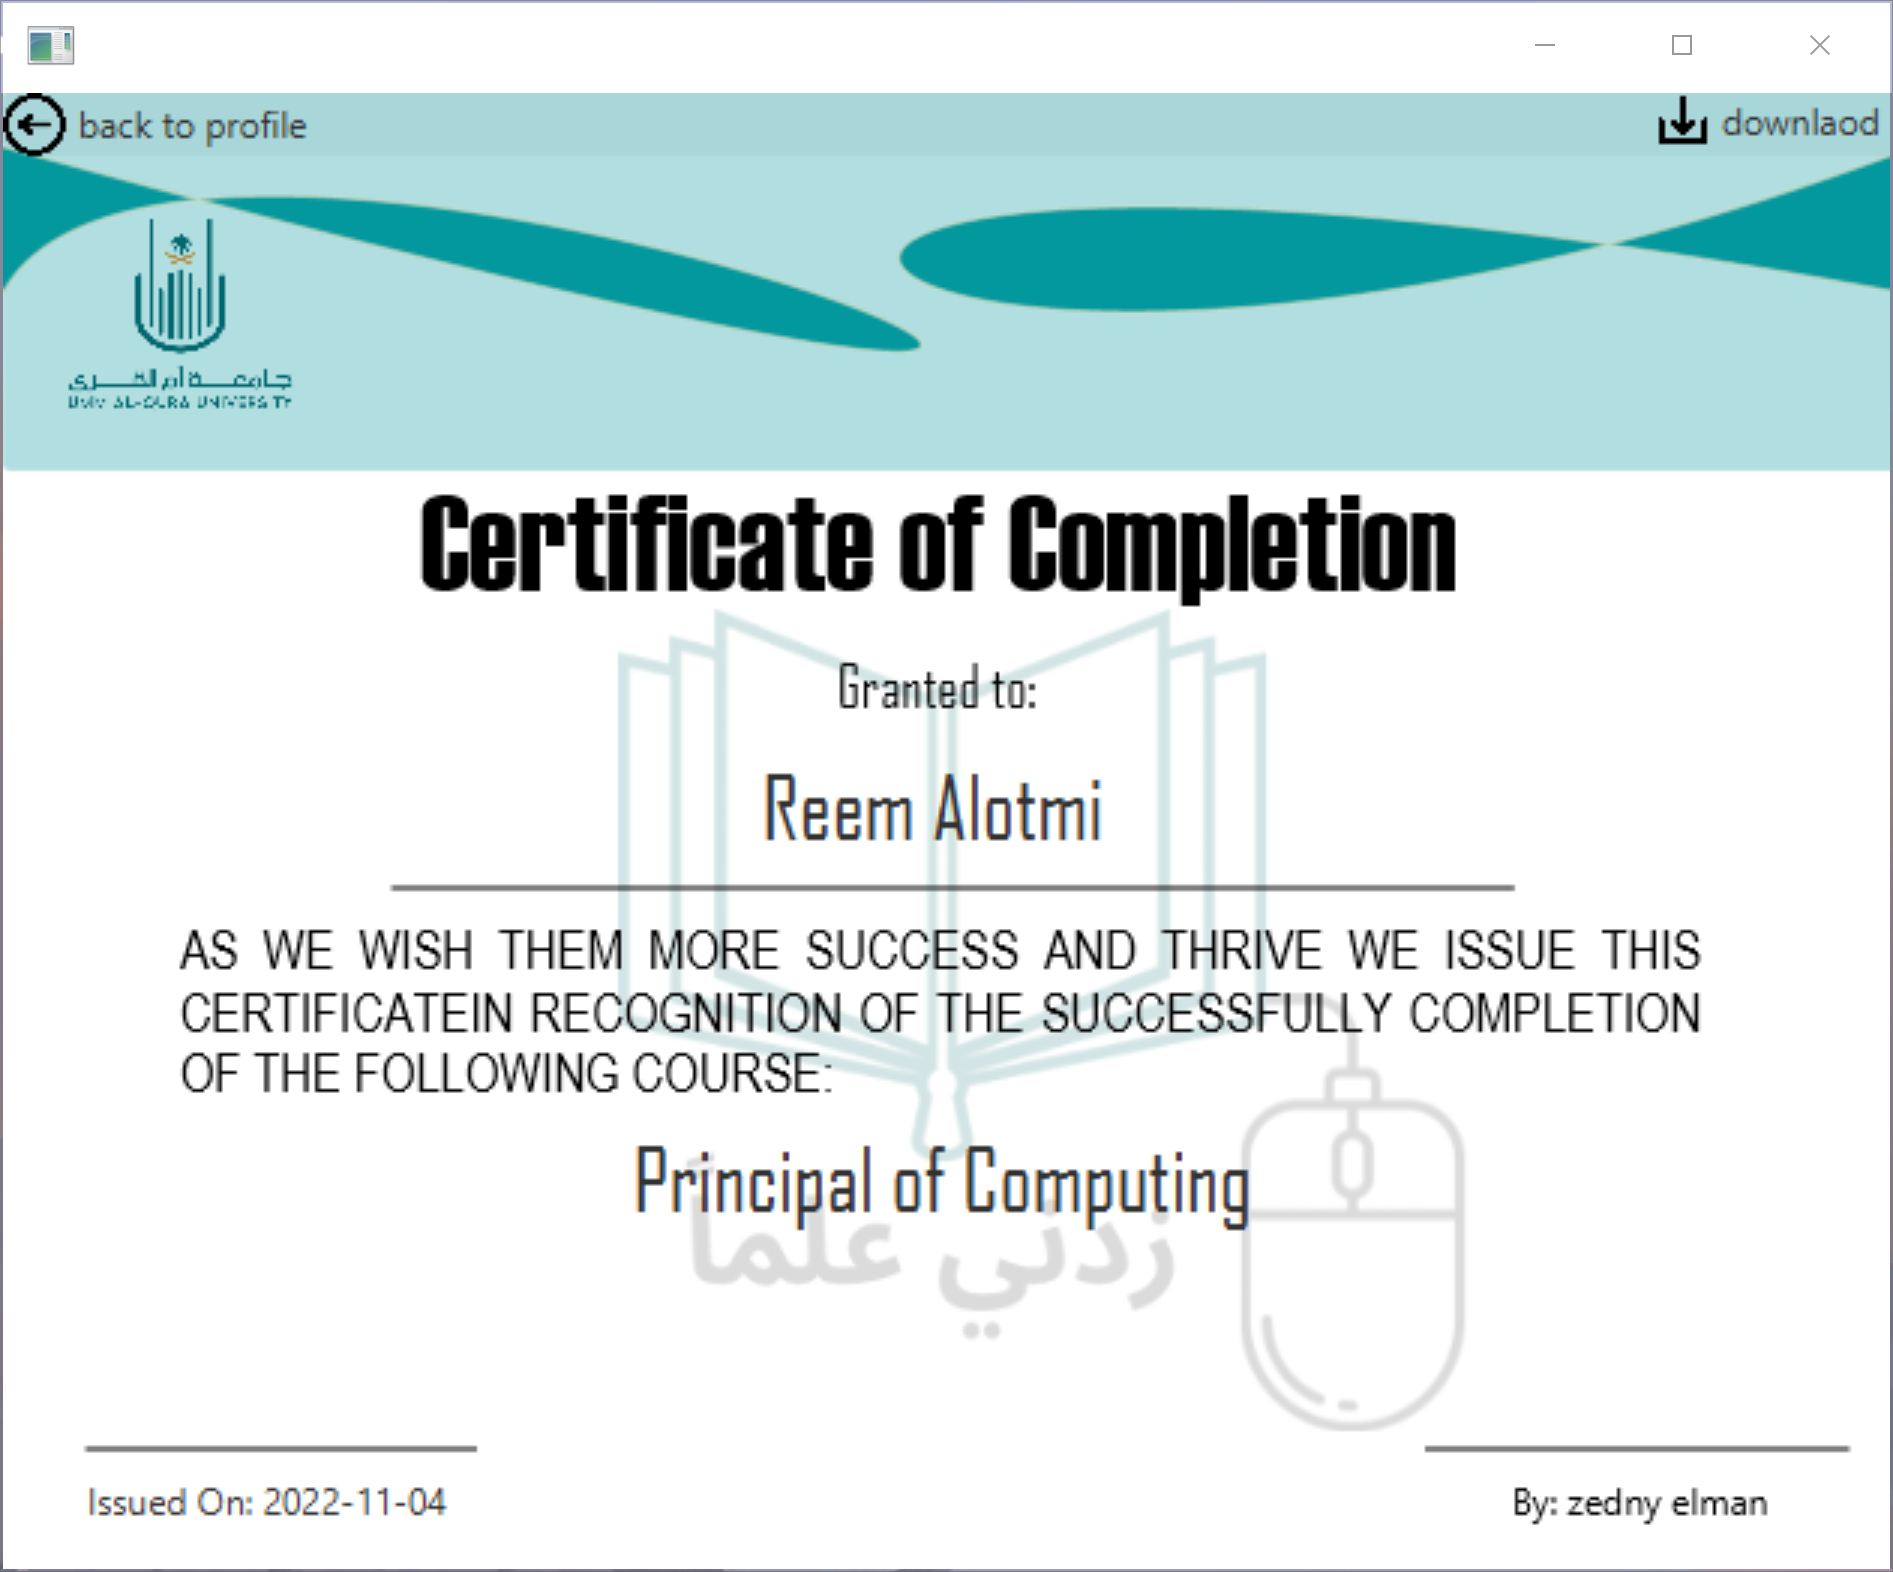 back to profile
downlaod
جامعة أم القرى
UMM AL-QURA UNIVERSITY
Certificate of Completion
Granted to:
Reem Alotmi
AS WE WISH THEM MORE SUCCESS AND THRIVE WE ISSUE THIS
CERTIFICATEIN RECOGNITION OF THE SUCCESSFULLY COMPLETION
OF THE FOLLOWING COURSE:
Principal of Computing
زدني علماً
Issued On: 2022-11-04
By: zedny elman